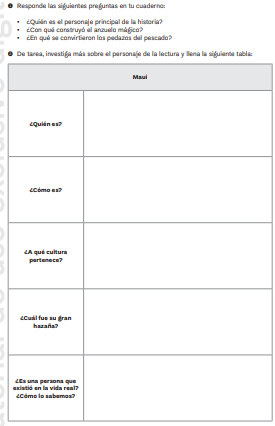 Responde las siguientes preguntas en tu cuaderno:
• ¿Quién es el personaje principal de la historia?
• ¿Con qué construyó el anzuelo mágico?
• ¿En qué se convirtieron los pedazos del pescado?
De tarea, investiga más sobre el personaje de la lectura y llena la siguiente tabla:
Maui
¿Quién es?
¿Cómo es?
¿A qué cultura
pertenece?
¿Cuál fue su gran
hazaña?
¿Es una persona que
existió en la vida real?
¿Cómo lo sabemos?